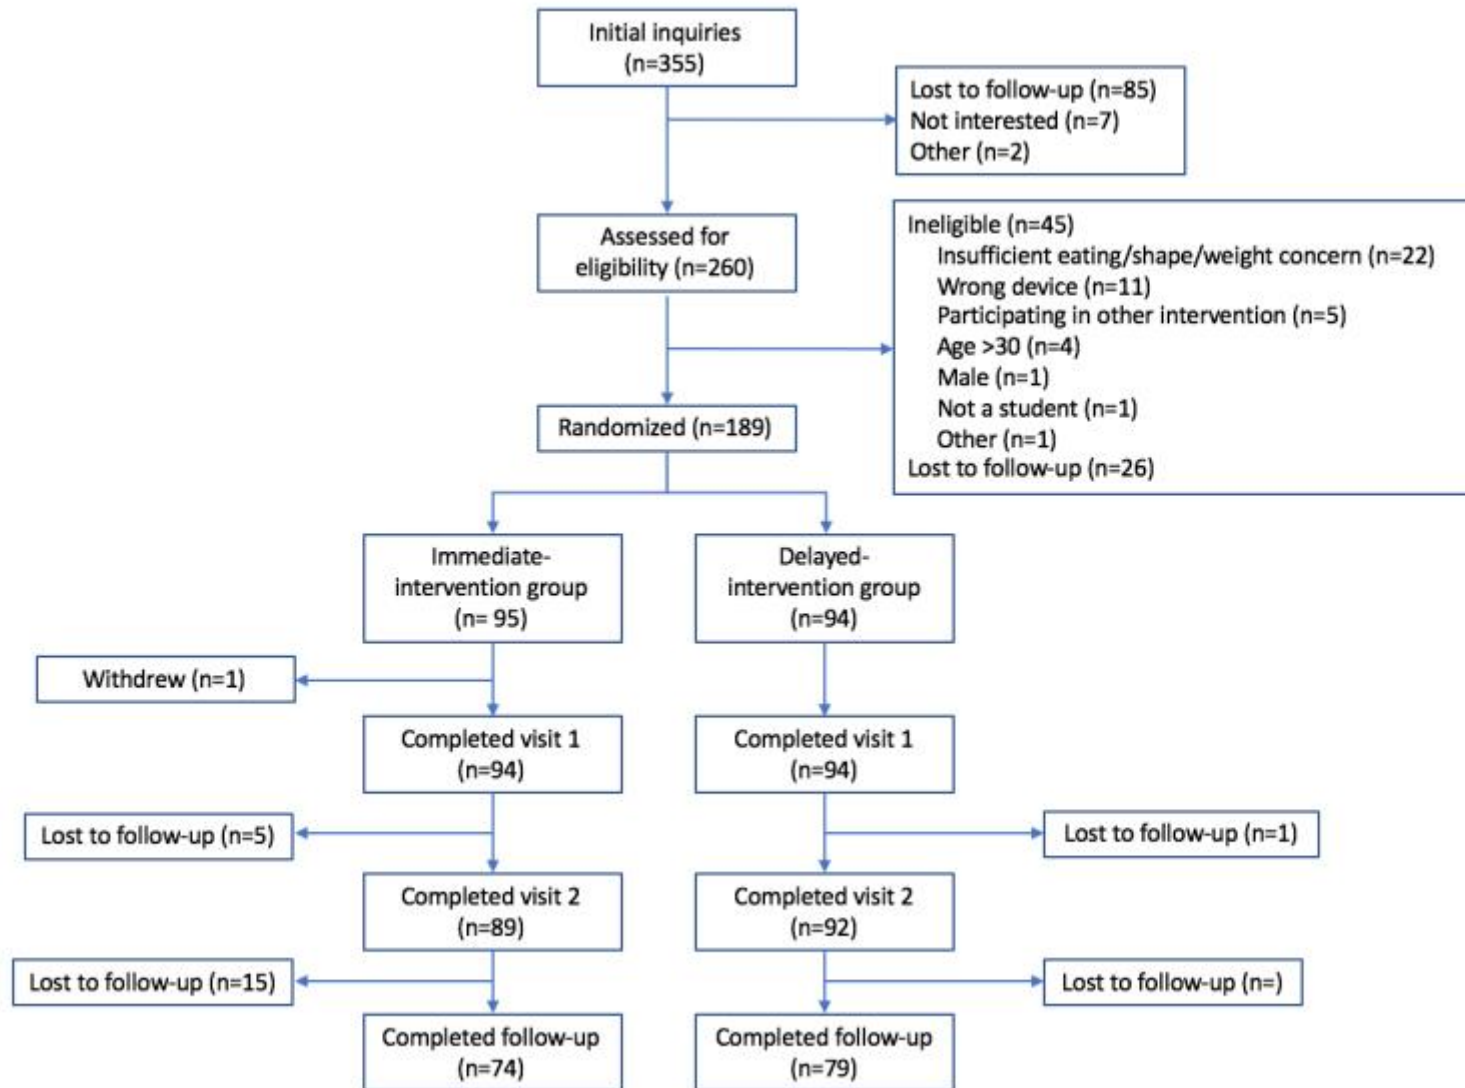 Initial inquiries
(n=355)
Lost to follow-up (n=85)
Not interested (n=7)
Other (n=2)
Assessed for
eligibility (n=260)
Ineligible (n=45)
Insufficient eating/shape/weight concern (n=22)
Wrong device (n=11)
Participating in other intervention (n=5)
Age >30 (n=4)
Male (n=1)
Not a student (n=1)
Other (n=1)
Lost to follow-up (n=26)
Randomized (n=189)
Immediate-
intervention group
(n= 95)
Delayed-
intervention group
(n=94)
Withdrew (n=1)
Completed visit 1
(n=94)
Completed visit 1
(n=94)
Lost to follow-up (n=5)
Lost to follow-up (n=1)
Completed visit 2
(n=89)
Completed visit 2
(n=92)
Lost to follow-up (n=15)
Lost to follow-up (n=)
Completed follow-up
(n=74)
Completed follow-up
(n=79)